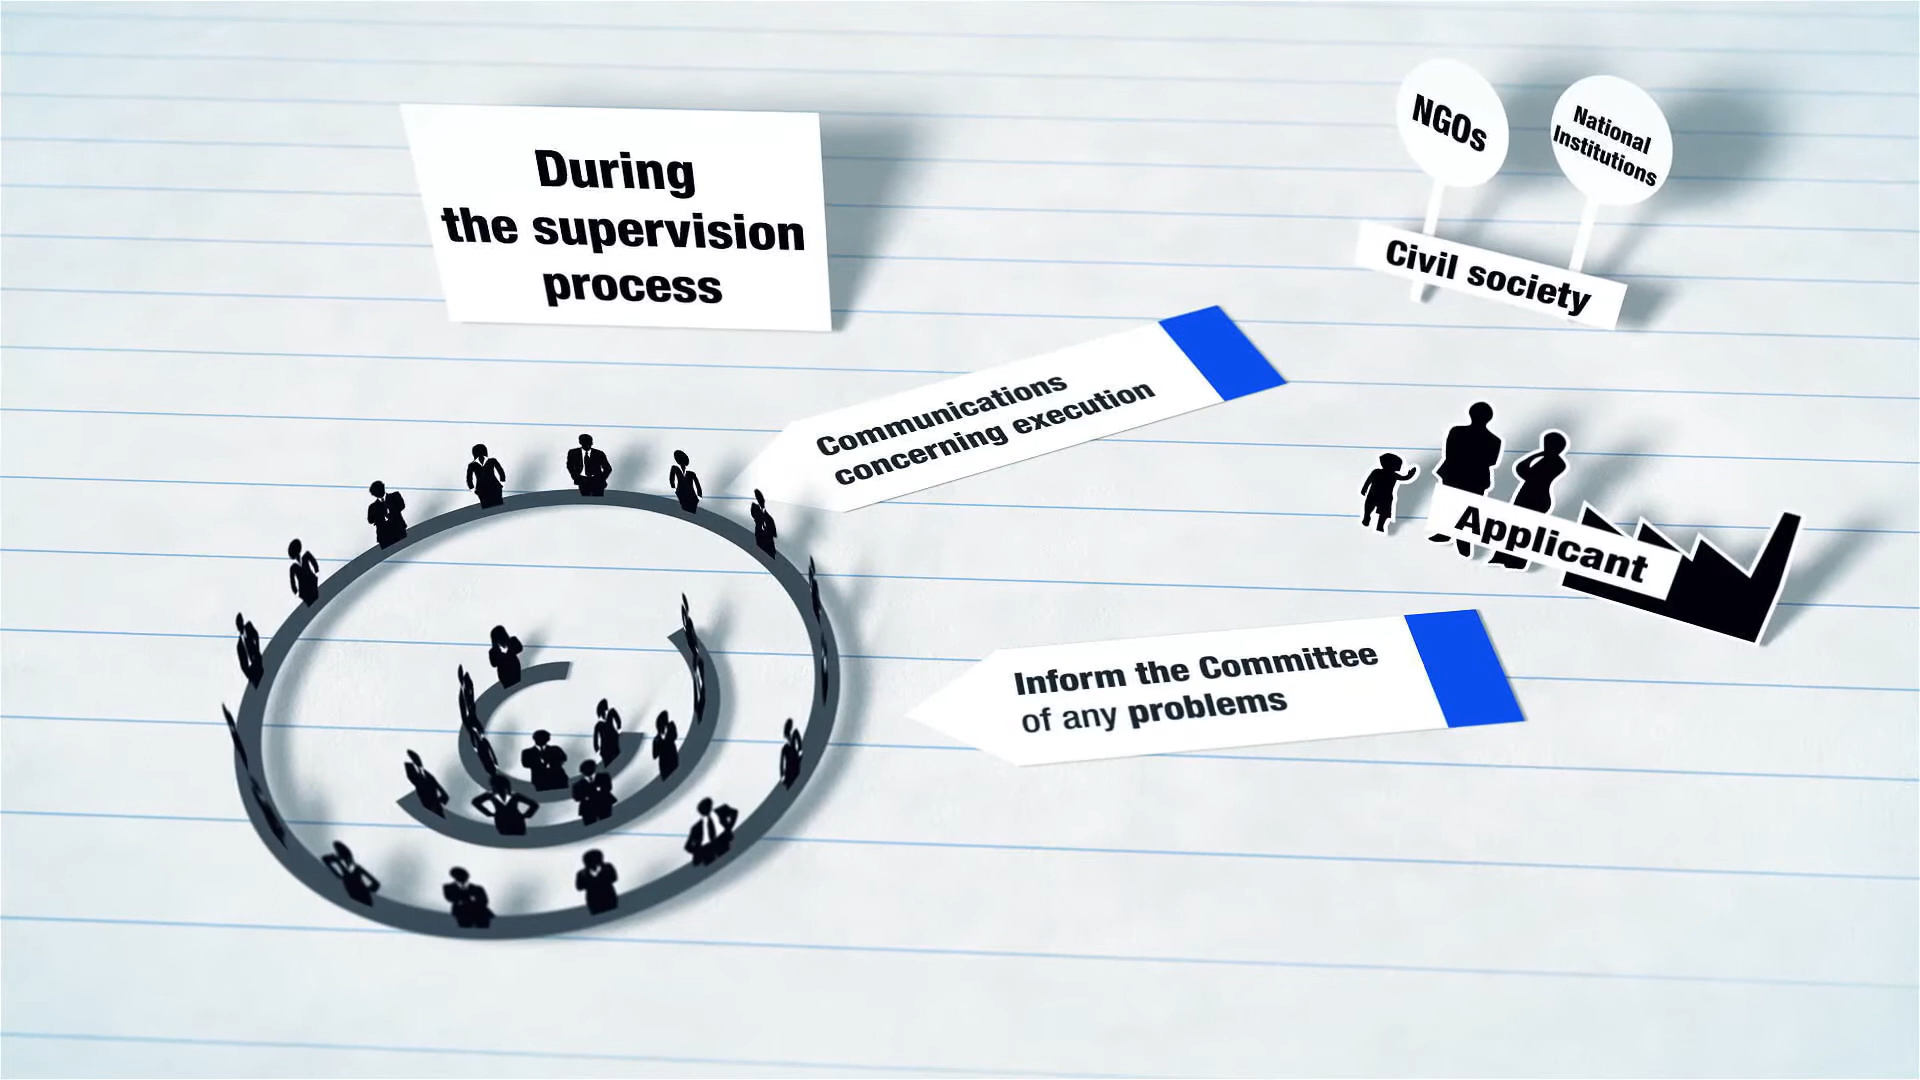 During
the supervision
process
NGOs
National
Institutions
Civil society
Communications
concerning execution
Applicant
Inform the Committee
of any problems